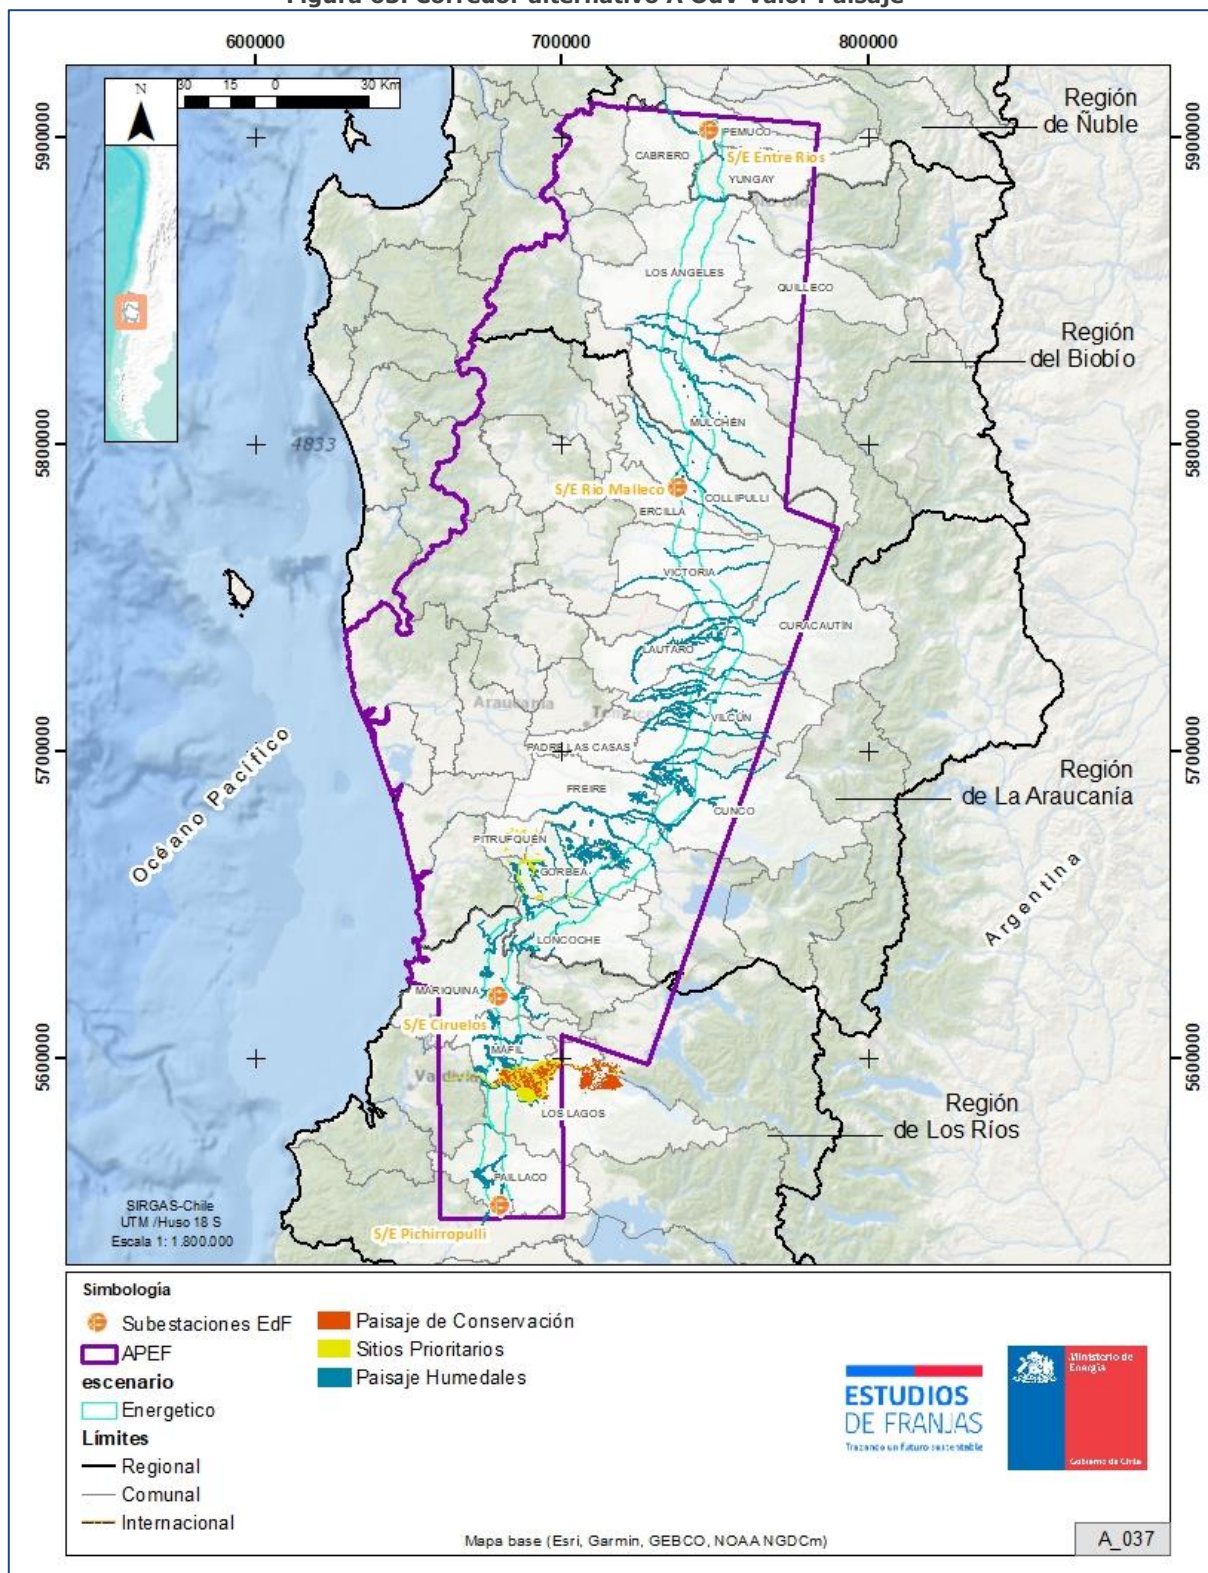 Figura 63. Corredor alternativo A OdV Valor Paisaje
600000 700000 800000
N
30 15 0 30 Km
Región
de Ñuble
5900000
5900000
PEMUCO
CABRERO
S/E Entre Ríos
YUNGAY
LOS ÁNGELES
QUILLECO
Región
del Biobío
MULCHÉN
5800000
4833
5800000
S/E Río Malleco
COLLIPULLI
ERCILLA
VICTORIA
CURACAUTÍN
LAUTARO
Araucanía
VILCÚN
PADRE LAS CASAS
5700000
5700000
Océano Pacífico
FREIRE
Región
de La Araucanía
CUNCO
PITRUFQUÉN
GORBEA
Argentina
LONCOCHE
MARIQUINA
S/E Ciruelos
MÁFIL
5600000
5600000
Valdivia
LOS LAGOS
Región
de Los Ríos
PAILLACO
S/E Pichirropulli
SIRGAS-Chile
UTM /Huso 18 S
Escala 1: 1.800.000
Simbología
Subestaciones EdF
APEF
escenario
Energetico
Límites
Regional
Comunal
Internacional
Paisaje de Conservación
Sitios Prioritarios
Paisaje Humedales
ESTUDIOS
DE FRANJAS
Trazando un futuro sustentable
Ministerio de
Energía
Gobierno de Chile
Mapa base (Esri, Garmin, GEBCO, NOAA NGDCm)
A_037